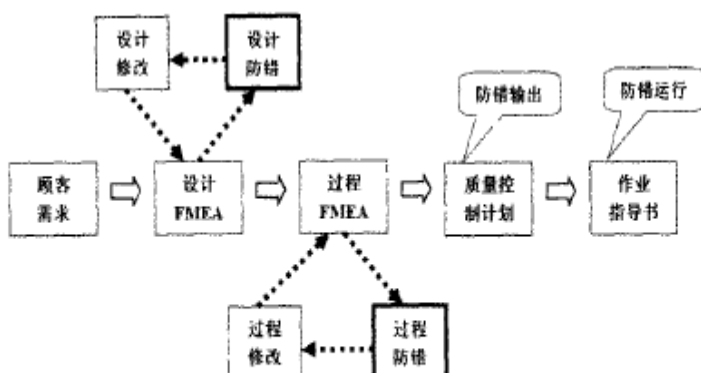 设计
修改
设计
防错
防错输出
防错运行
顾客
需求
设计
FMEA
过程
FMEA
质量控
制计划
作业
指导书
过程
修改
过程
防错